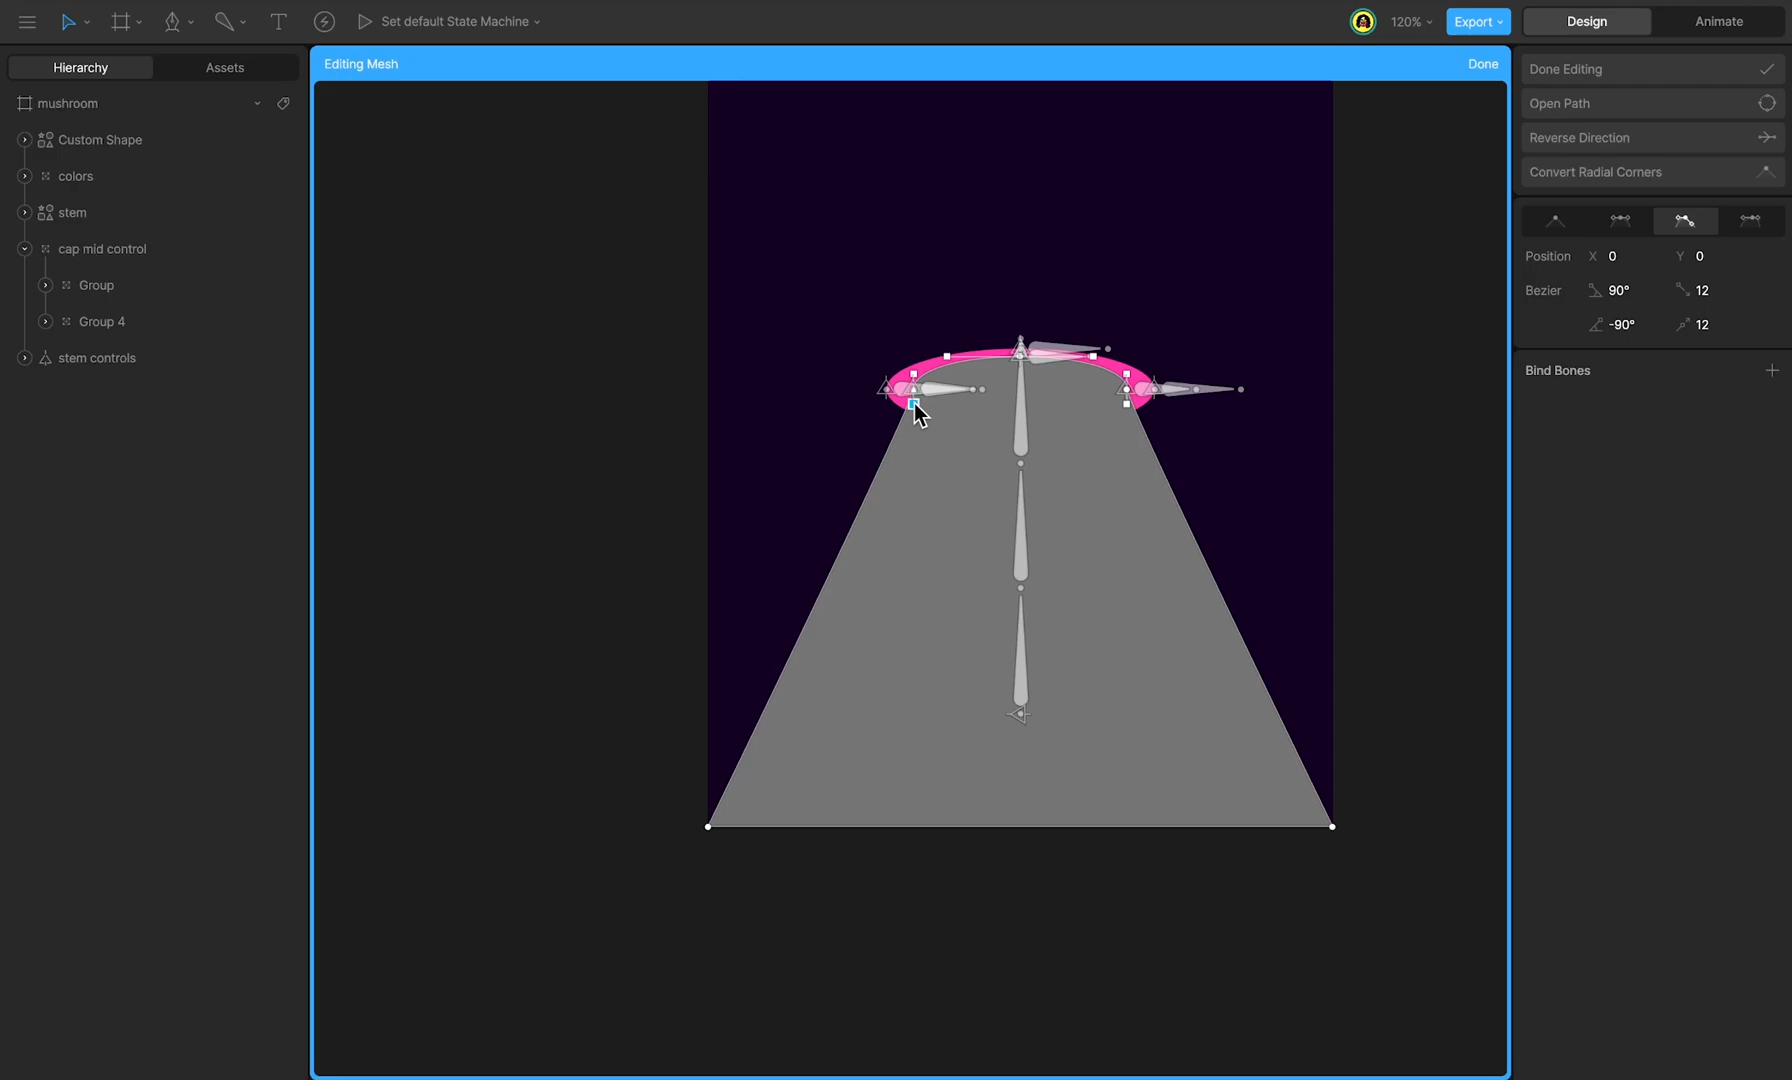 Set default State Machine
120%
Export
Design
Animate
Hierarchy
Assets
Editing Mesh
Done
Done Editing
mushroom
Open Path
Custom Shape
Reverse Direction
colors
Convert Radial Corners
stem
cap mid control
Position X 0 Y 0
Group
Bezier 90° 12
Group 4
-90° 12
stem controls
Bind Bones